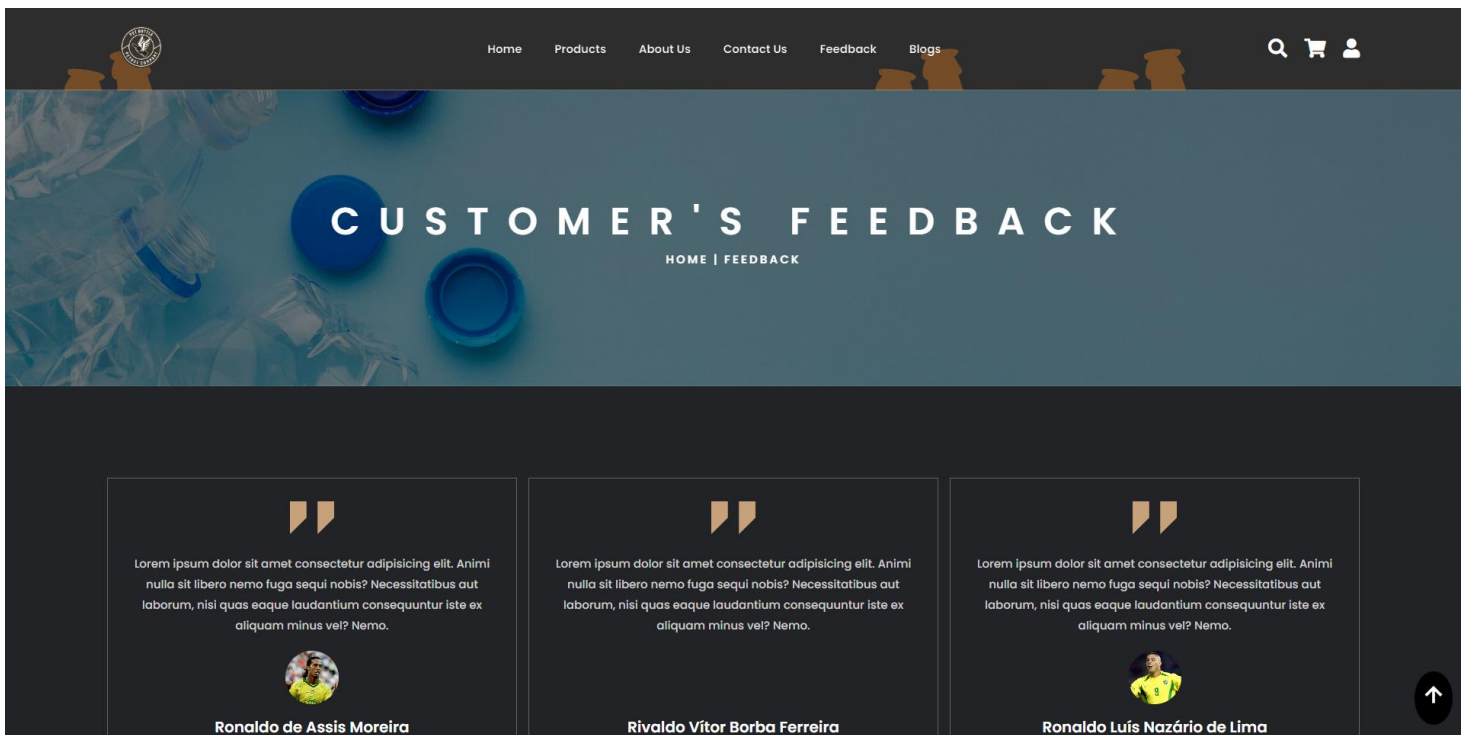 Home Products About Us Contact Us Feedback Blogs
CUSTOMER'S FEEDBACK
HOME | FEEDBACK
Lorem ipsum dolor sit amet consectetur adipisicing elit. Animi
nulla sit libero nemo fuga sequi nobis? Necessitatibus aut
laborum, nisi quas eaque laudantium consequuntur iste ex
aliquam minus vel? Nemo.
Ronaldo de Assis Moreira
Lorem ipsum dolor sit amet consectetur adipisicing elit. Animi
nulla sit libero nemo fuga sequi nobis? Necessitatibus aut
laborum, nisi quas eaque laudantium consequuntur iste ex
aliquam minus vel? Nemo.
Rivaldo Vítor Borba Ferreira
Lorem ipsum dolor sit amet consectetur adipisicing elit. Animi
nulla sit libero nemo fuga sequi nobis? Necessitatibus aut
laborum, nisi quas eaque laudantium consequuntur iste ex
aliquam minus vel? Nemo.
9
Ronaldo Luís Nazário de Lima